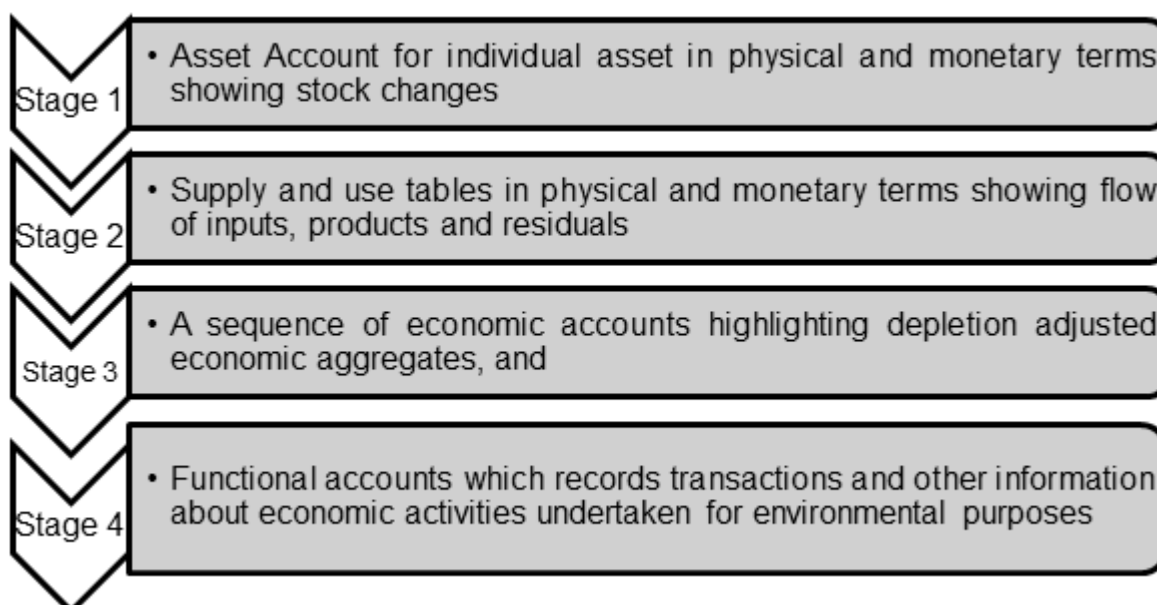 Stage 1
• Asset Account for individual asset in physical and monetary terms
showing stock changes
Stage 2
• Supply and use tables in physical and monetary terms showing flow
of inputs, products and residuals
Stage 3
• A sequence of economic accounts highlighting depletion adjusted
economic aggregates, and
Stage 4
• Functional accounts which records transactions and other information
about economic activities undertaken for environmental purposes